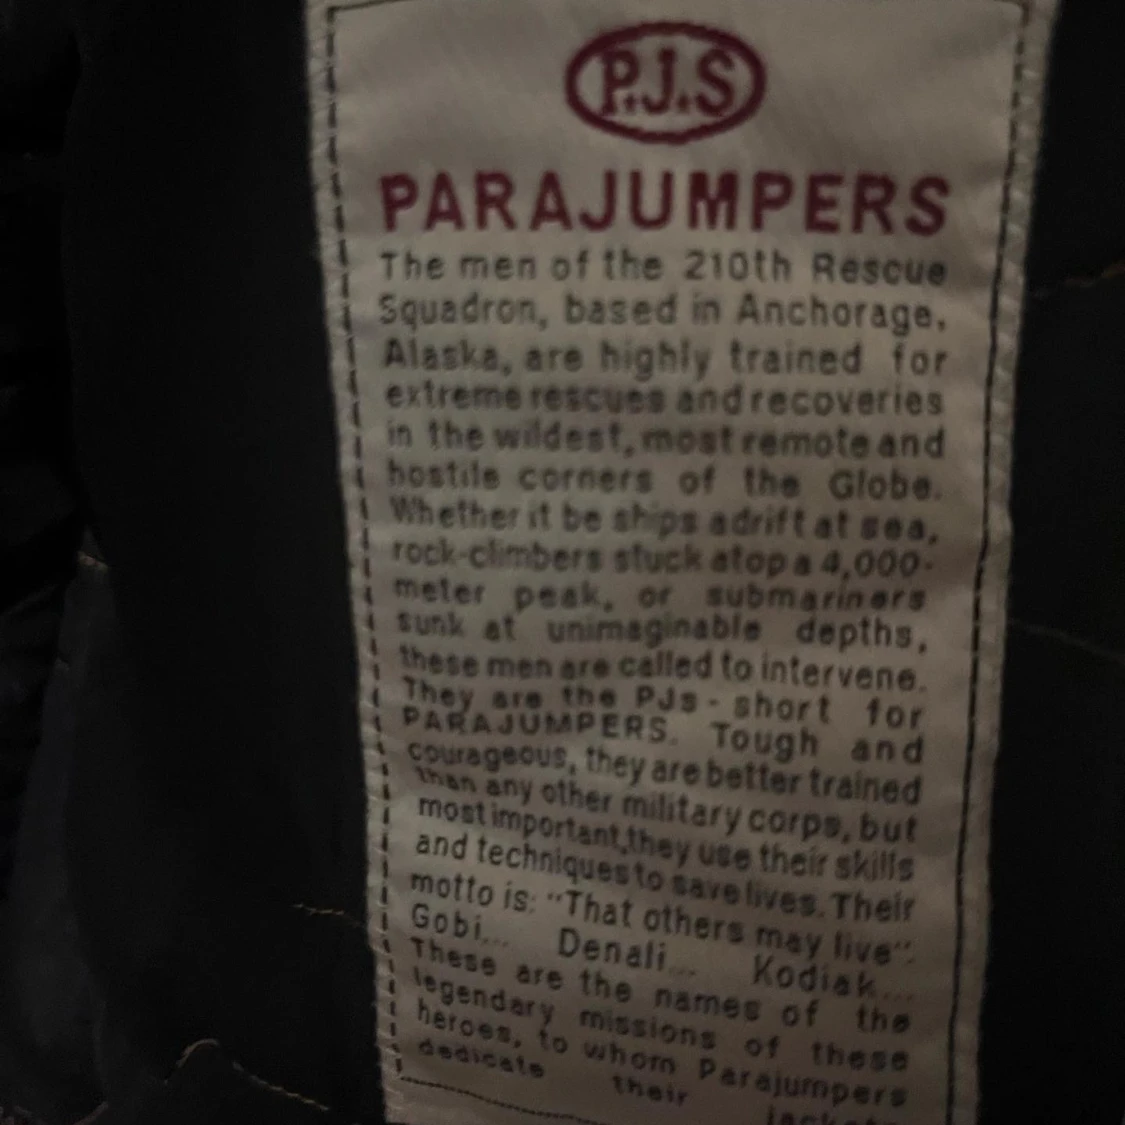 P.J.S
PARAJUMPERS
The men of the 210th Rescue
Squadron, based in Anchorage,
Alaska, are highly trained for
extreme rescues and recoveries
in the wildest, most remote and
hostile corners of the Globe.
Whether it be ships adrift at sea,
rock-climbers stuck atop a 4,000-
meter peak, or submariners
sunk at unimaginable depths,
these men are called to intervene.
They are the PJs - short for
PARAJUMPERS. Tough and
courageous, they are better trained
than any other military corps, but
most important,they use their skills
and techniques to save lives. Their
motto is: "That others may live".
Gobi... Denali... Kodiak...
These are the names of the
legendary missions of these
heroes, to whom Parajumpers
dedicate their